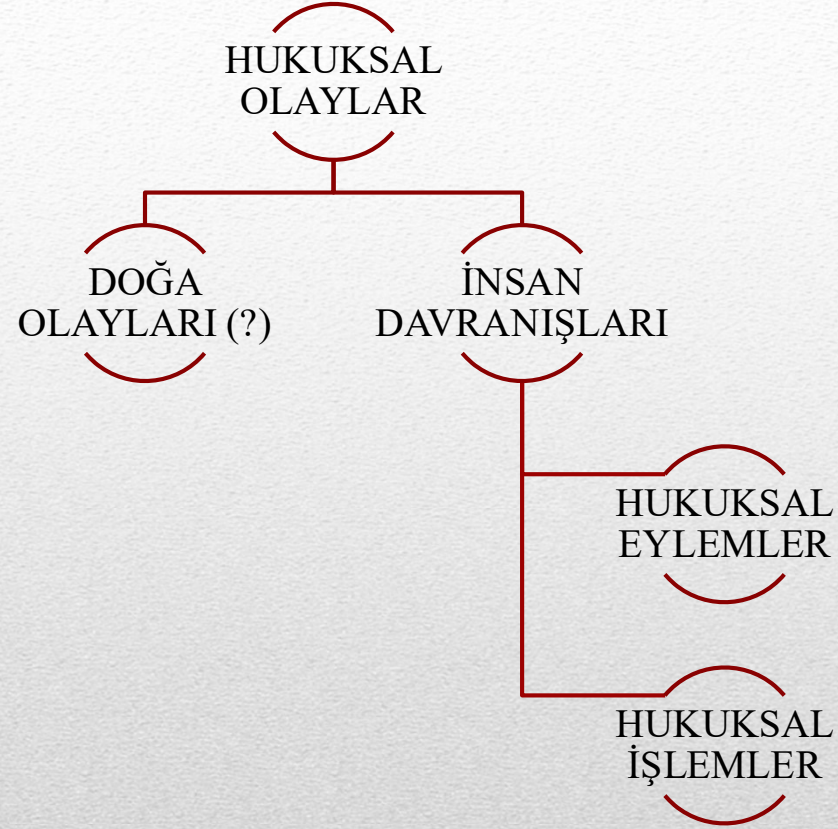 HUKUKSAL
OLAYLAR
DOĞA
OLAYLARI (?)
İNSAN
DAVRANIŞLARI
HUKUKSAL
EYLEMLER
HUKUKSAL
İŞLEMLER